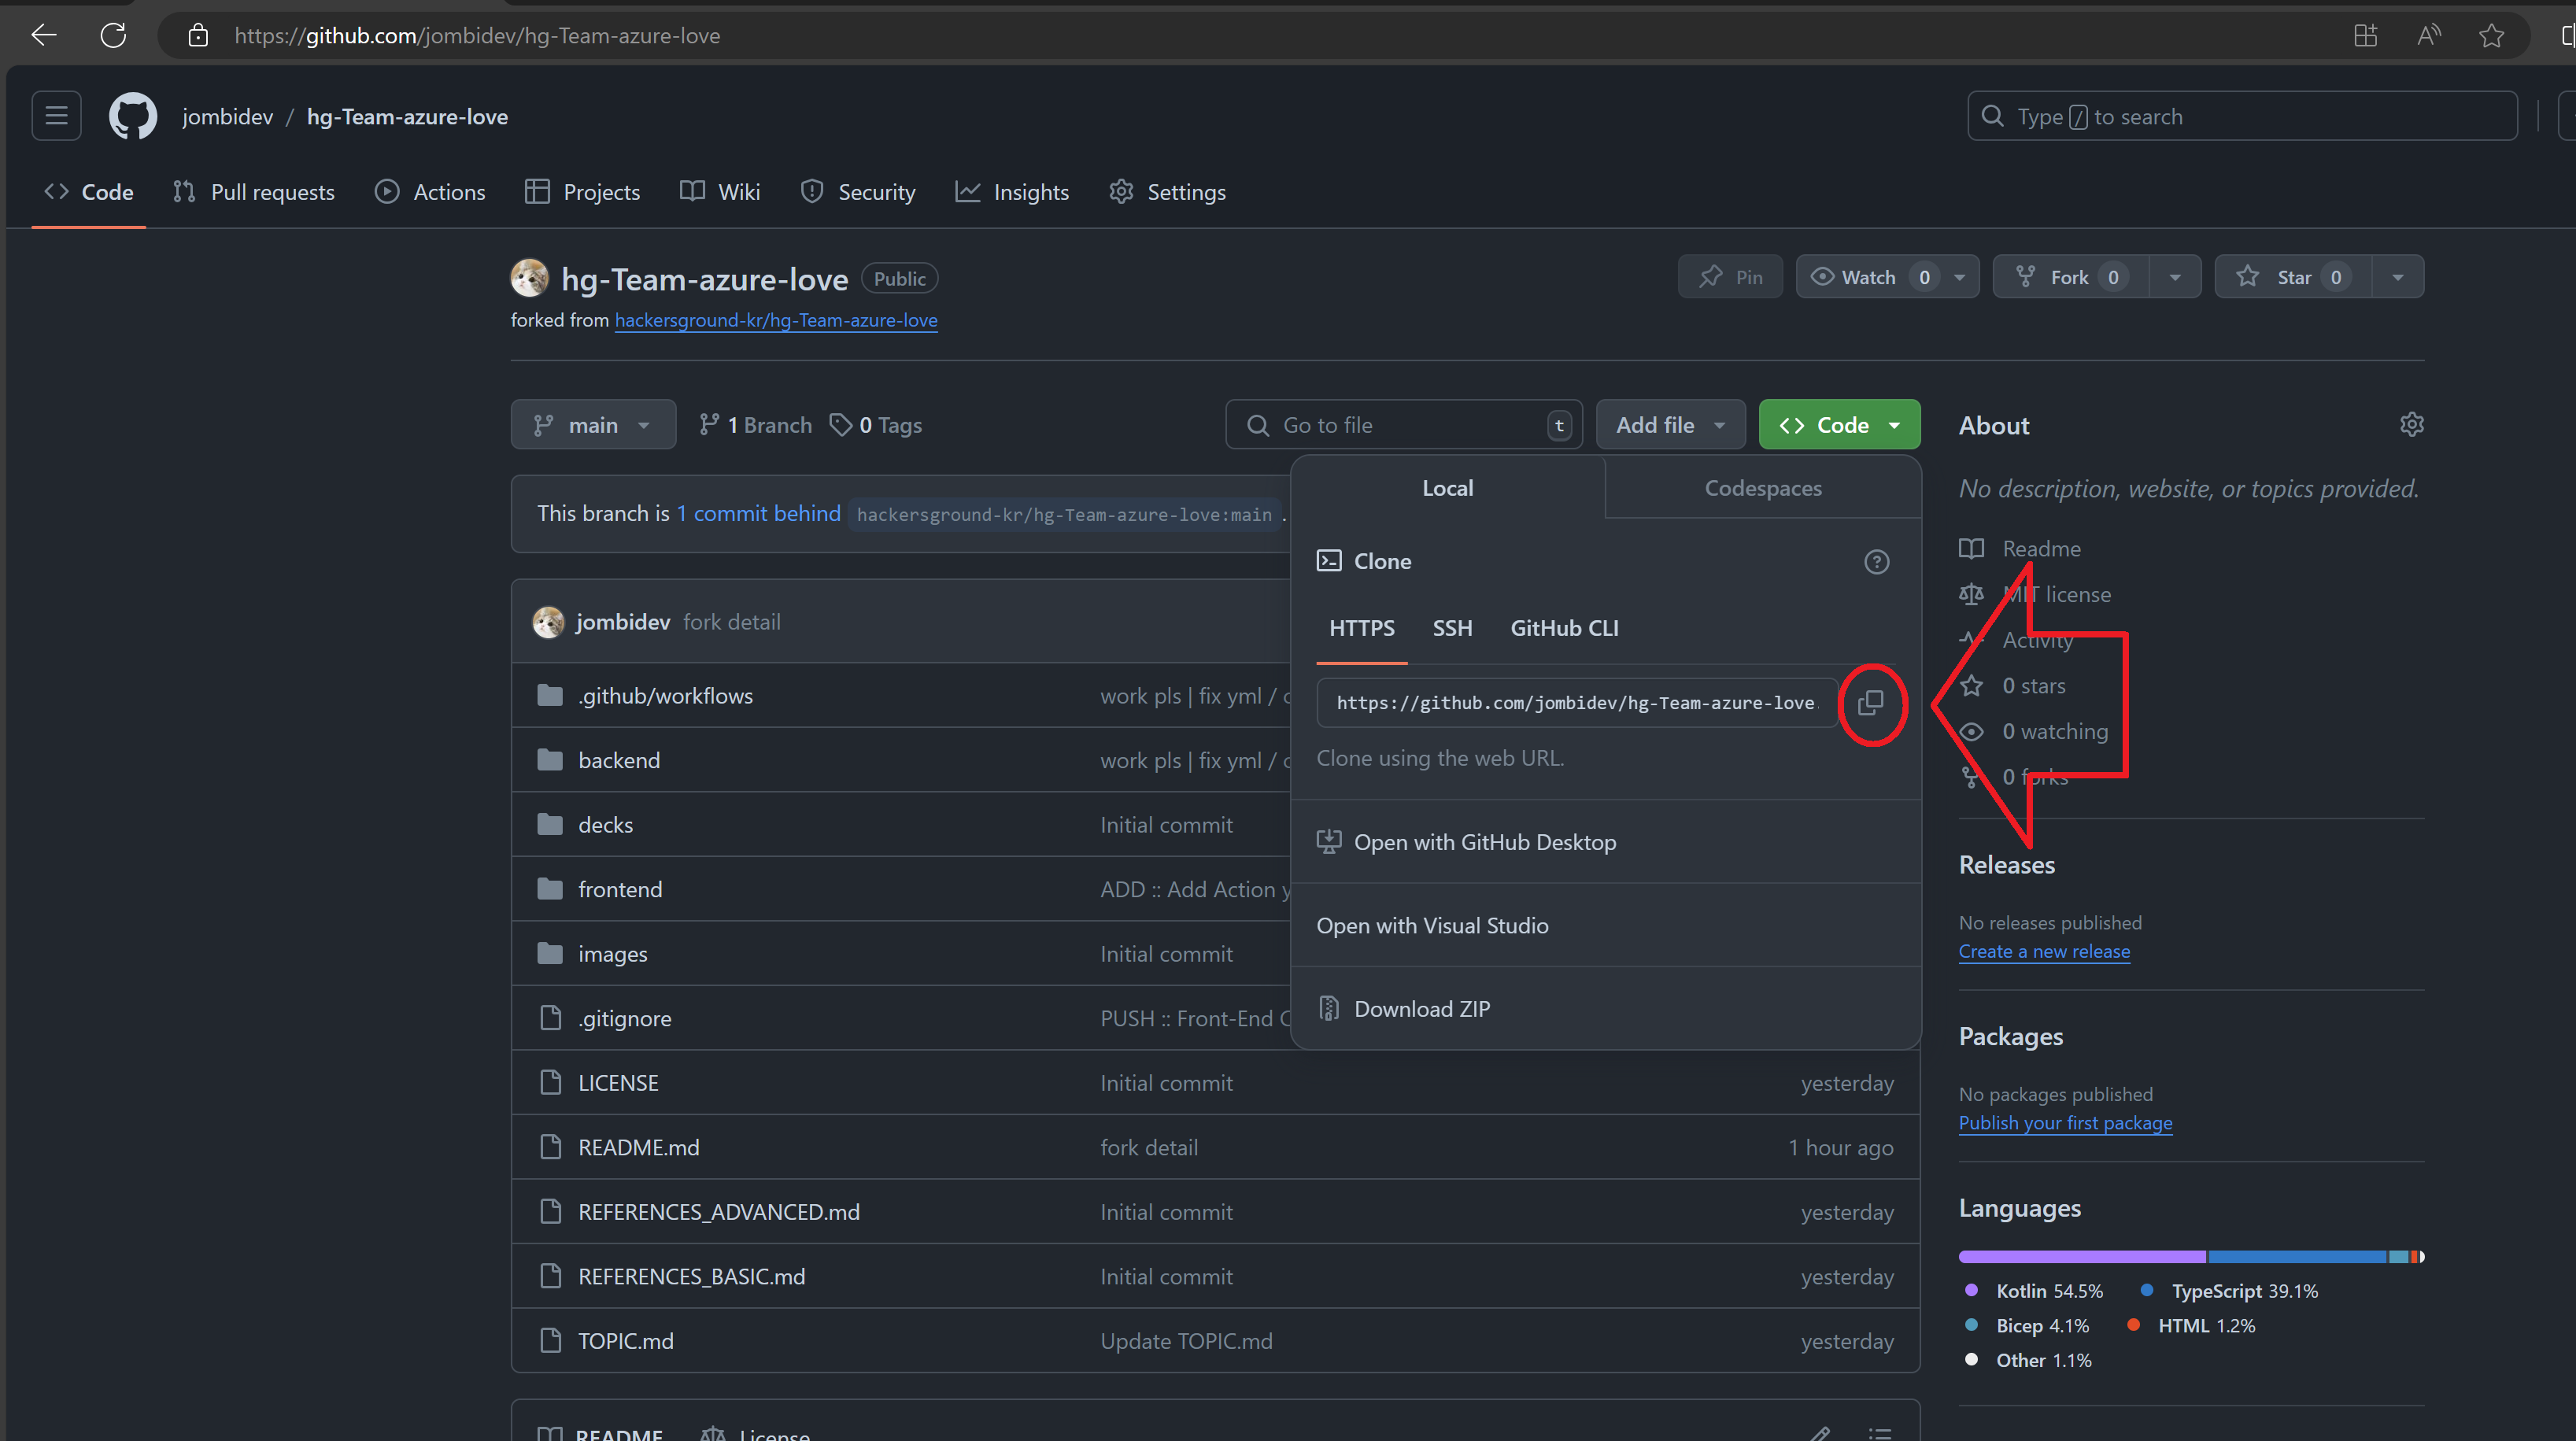 https://github.com/jombidev/hg-Team-azure-love
jombidev / hg-Team-azure-love
Type / to search
Code Pull requests Actions Projects Wiki Security Insights Settings
hg-Team-azure-love Public
Pin Watch 0 Fork 0 Star 0
forked from hackersground-kr/hg-Team-azure-love
main 1 Branch 0 Tags Go to file t Add file Code
About
Local Codespaces
No description, website, or topics provided.
This branch is 1 commit behind hackersground-kr/hg-Team-azure-love:main .
Clone
Readme
MIT license
jombidev fork detail
HTTPS SSH GitHub CLI
Activity
.github/workflows work pls | fix yml /
https://github.com/jombidev/hg-Team-azure-love.
0 stars
0 watching
backend work pls | fix yml /
Clone using the web URL.
0 forks
decks Initial commit
Open with GitHub Desktop
Releases
frontend ADD :: Add Action
Open with Visual Studio
No releases published
Create a new release
images Initial commit
Download ZIP
.gitignore PUSH :: Front-End
Packages
LICENSE Initial commit yesterday
No packages published
Publish your first package
README.md fork detail 1 hour ago
REFERENCES_ADVANCED.md Initial commit yesterday
Languages
REFERENCES_BASIC.md Initial commit yesterday
Kotlin 54.5% TypeScript 39.1%
Bicep 4.1% HTML 1.2%
Other 1.1%
TOPIC.md Update TOPIC.md yesterday
README License